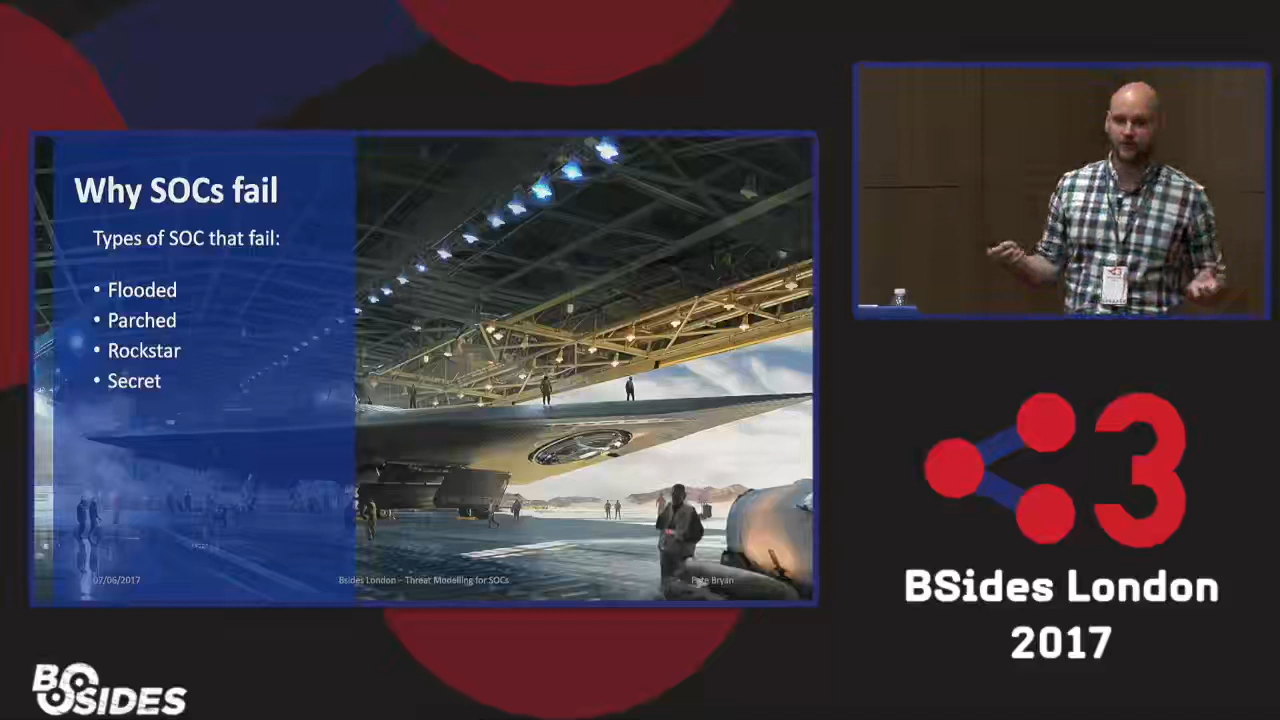 Why SOCs fail
Types of SOC that fail:
• Flooded
• Parched
• Rockstar
• Secret
07/06/2017
Bsides London – Threat Modelling for SOCs
Pete Bryan
3
BSides London
2017
BSIDES